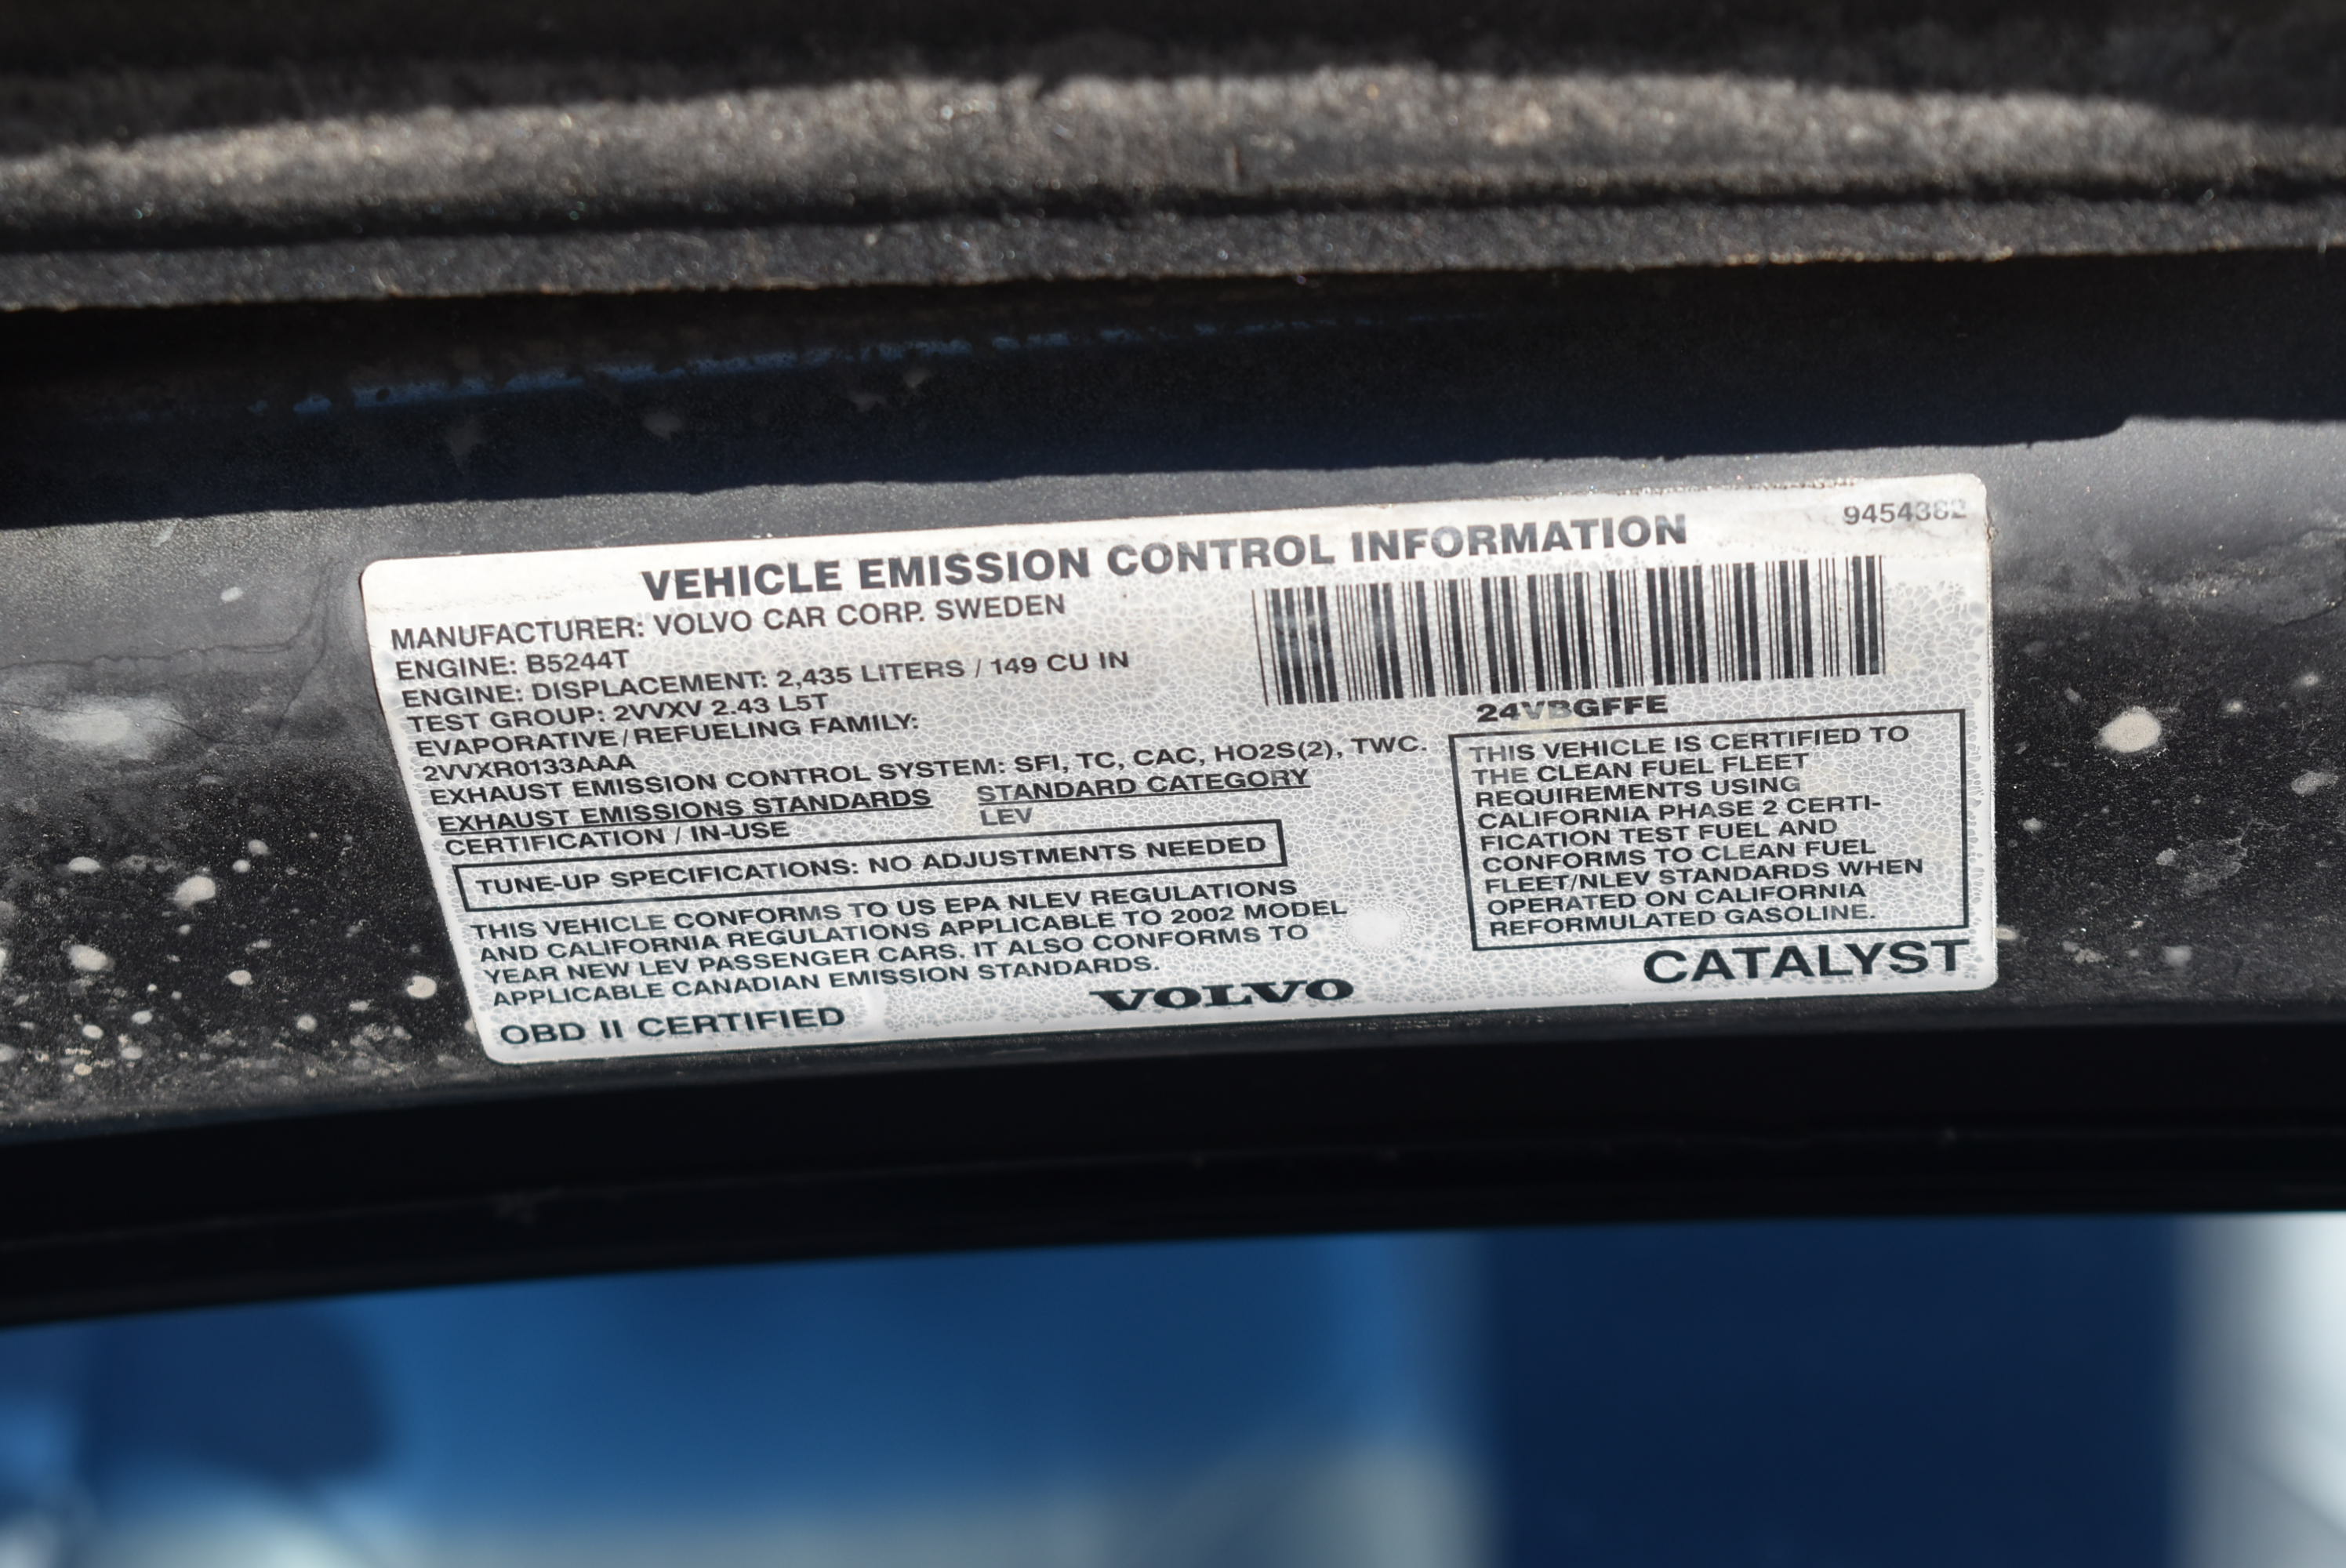 VEHICLE EMISSION CONTROL INFORMATION
MANUFACTURER: VOLVO CAR CORP. SWEDEN
ENGINE: B5244T
ENGINE: DISPLACEMENT: 2,435 LITERS / 149 CU IN
TEST GROUP: 2VVXV 2.43 L5T
EVAPORATIVE/REFUELING FAMILY:
2VVXR0133AAA
EXHAUST EMISSION CONTROL SYSTEM: SFI, TC, CAC, HO2S(2), TWC.
EXHAUST EMISSIONS STANDARDS STANDARD CATEGORY
CERTIFICATION / IN-USE LEV
TUNE-UP SPECIFICATIONS: NO ADJUSTMENTS NEEDED
THIS VEHICLE CONFORMS TO US EPA NLEV REGULATIONS
AND CALIFORNIA REGULATIONS APPLICABLE TO 2002 MODEL
YEAR NEW LEV PASSENGER CARS. IT ALSO CONFORMS TO
APPLICABLE CANADIAN EMISSION STANDARDS.
OBD II CERTIFIED
VOLVO
9454382
24VBGFFE
THIS VEHICLE IS CERTIFIED TO
THE CLEAN FUEL FLEET
REQUIREMENTS USING
CALIFORNIA PHASE 2 CERTI-
FICATION TEST FUEL AND
CONFORMS TO CLEAN FUEL
FLEET/NLEV STANDARDS WHEN
OPERATED ON CALIFORNIA
REFORMULATED GASOLINE.
CATALYST